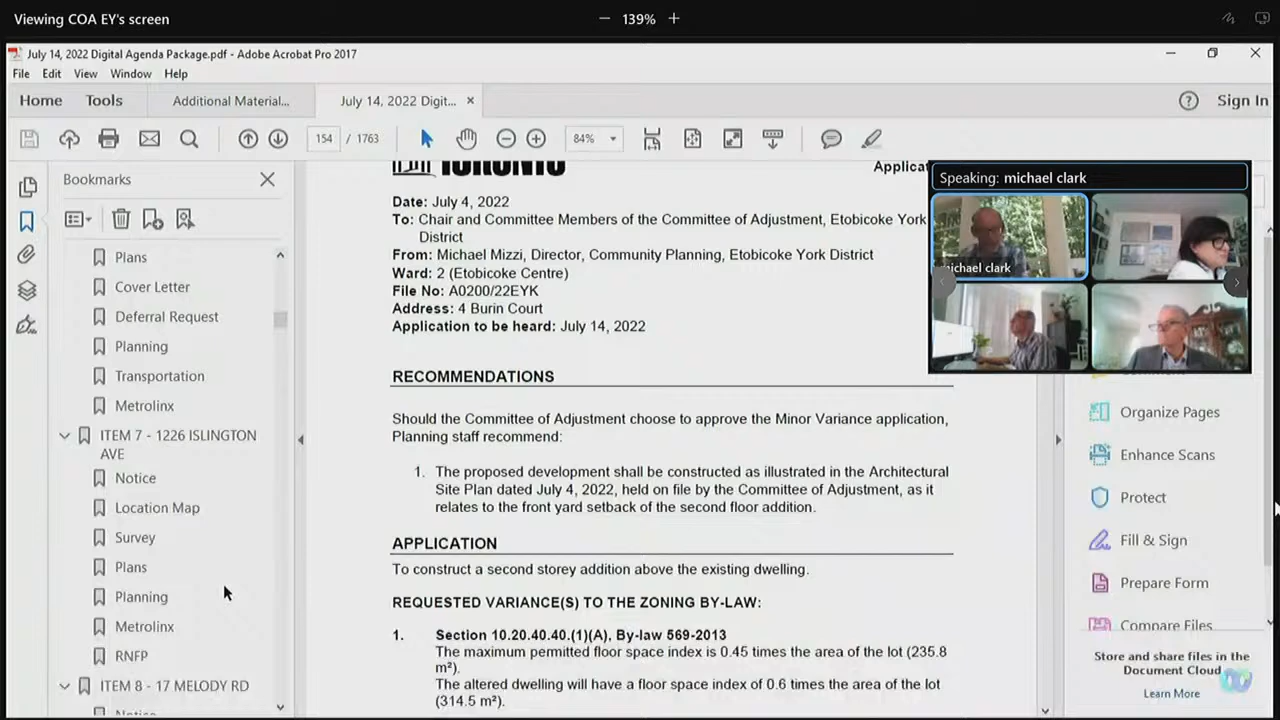 Viewing COA EY's screen
139%
July 14, 2022 Digital Agenda Package.pdf - Adobe Acrobat Pro 2017
File Edit View Window Help
Home Tools Additional Material... July 14, 2022 Digit... Sign In
154 / 1763 84%
Bookmarks
Plans
Cover Letter
Deferral Request
Planning
Transportation
Metrolinx
ITEM 7 - 1226 ISLINGTON
AVE
Notice
Location Map
Survey
Plans
Planning
Metrolinx
RNFP
ITEM 8 - 17 MELODY RD
Notice
TORONTO
Date: July 4, 2022
To: Chair and Committee Members of the Committee of Adjustment, Etobicoke York
District
From: Michael Mizzi, Director, Community Planning, Etobicoke York District
Ward: 2 (Etobicoke Centre)
File No: A0200/22EYK
Address: 4 Burin Court
Application to be heard: July 14, 2022
RECOMMENDATIONS
Should the Committee of Adjustment choose to approve the Minor Variance application,
Planning staff recommend:
1. The proposed development shall be constructed as illustrated in the Architectural
Site Plan dated July 4, 2022, held on file by the Committee of Adjustment, as it
relates to the front yard setback of the second floor addition.
APPLICATION
To construct a second storey addition above the existing dwelling.
REQUESTED VARIANCE(S) TO THE ZONING BY-LAW:
1. Section 10.20.40.40.(1)(A), By-law 569-2013
The maximum permitted floor space index is 0.45 times the area of the lot (235.8
m²).
The altered dwelling will have a floor space index of 0.6 times the area of the lot
(314.5 m²).
Speaking: michael clark
michael clark
Organize Pages
Enhance Scans
Protect
Fill & Sign
Prepare Form
Compare Files
Store and share files in the
Document Cloud
Learn More